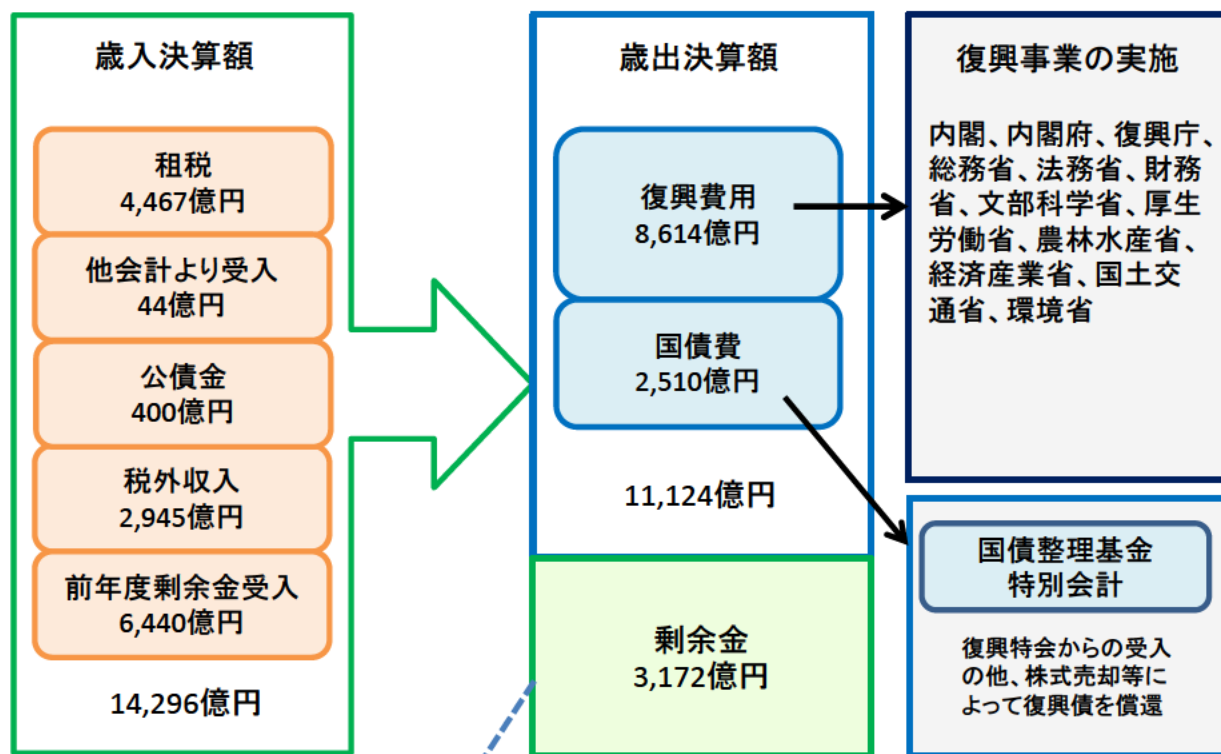 歳入決算額
租税
4,467億円
他会計より受入
44億円
公債金
400億円
税外収入
2,945億円
前年度剰余金受入
6,440億円
14,296億円
歳出決算額
復興費用
8,614億円
国債費
2,510億円
11,124億円
剰余金
3,172億円
復興事業の実施
内閣、内閣府、復興庁、
総務省、法務省、財務
省、文部科学省、厚生
労働省、農林水産省、
経済産業省、国土交
通省、環境省
国債整理基金
特別会計
復興特会からの受入
の他、株式売却等に
よって復興債を償還